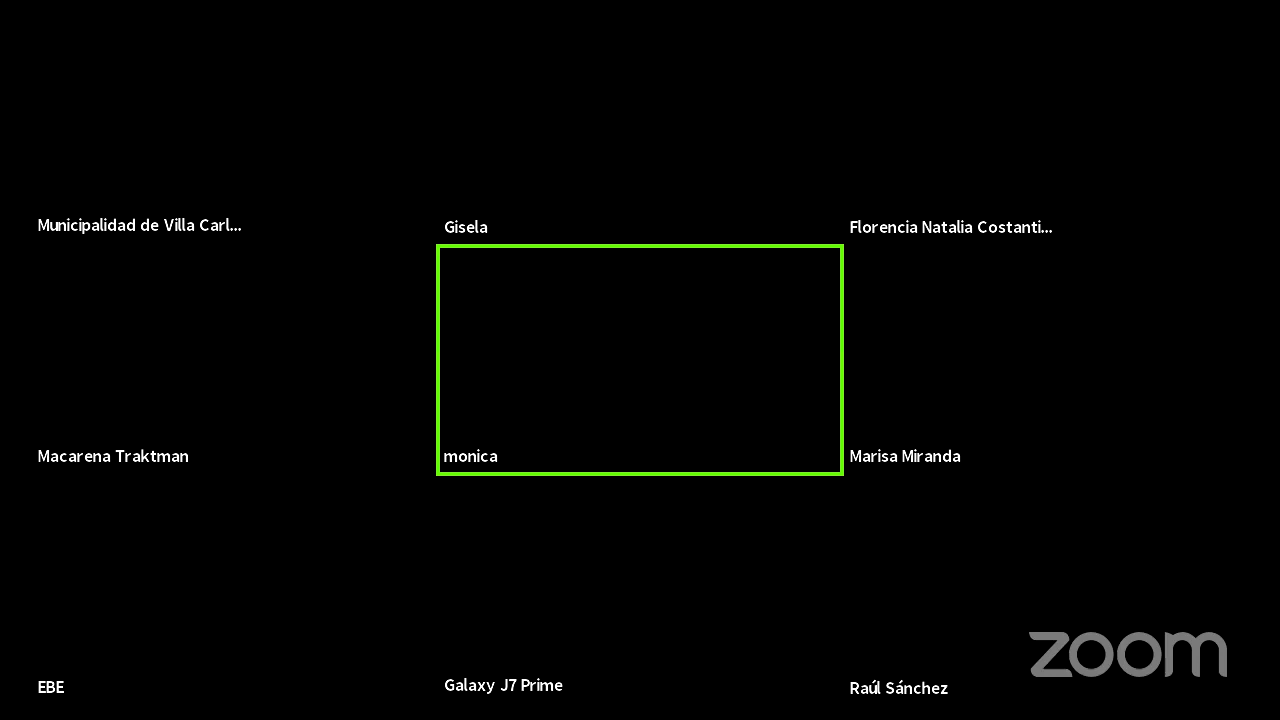 Municipalidad de Villa Carl...
Gisela
Florencia Natalia Costanti...
Macarena Traktman
monica
Marisa Miranda
EBE
Galaxy J7 Prime
Raúl Sánchez
zoom